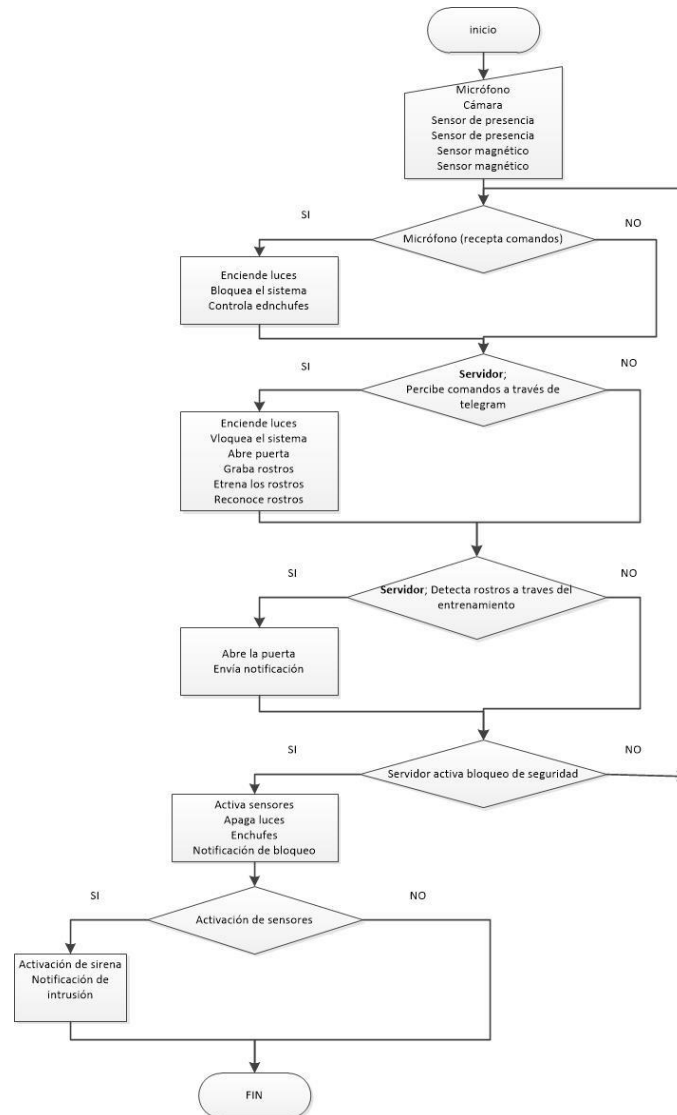 inicio
Micrófono
Cámara
Sensor de presencia
Sensor de presencia
Sensor magnético
Sensor magnético
SI
NO
Micrófono (recepta comandos)
Enciende luces
Bloquea el sistema
Controla ednchufes
SI
NO
Servidor;
Percibe comandos a través de
telegram
Enciende luces
Vloquea el sistema
Abre puerta
Graba rostros
Etrena los rostros
Reconoce rostros
SI
NO
Servidor; Detecta rostros a traves del
entrenamiento
Abre la puerta
Envía notificación
SI
NO
Servidor activa bloqueo de seguridad
Activa sensores
Apaga luces
Enchufes
Notificación de bloqueo
SI
NO
Activación de sensores
Activación de sirena
Notificación de
intrusión
FIN